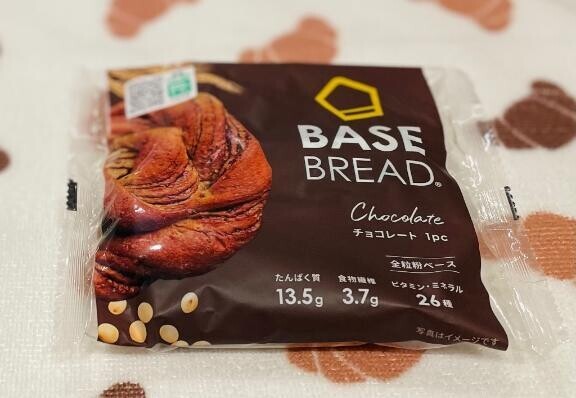 BASE
BREAD®
Chocolate
チョコレート 1pc
全粒粉ベース
たんぱく質
13.5g
食物繊維
3.7g
ビタミン・ミネラル
26種
写真はイメージです